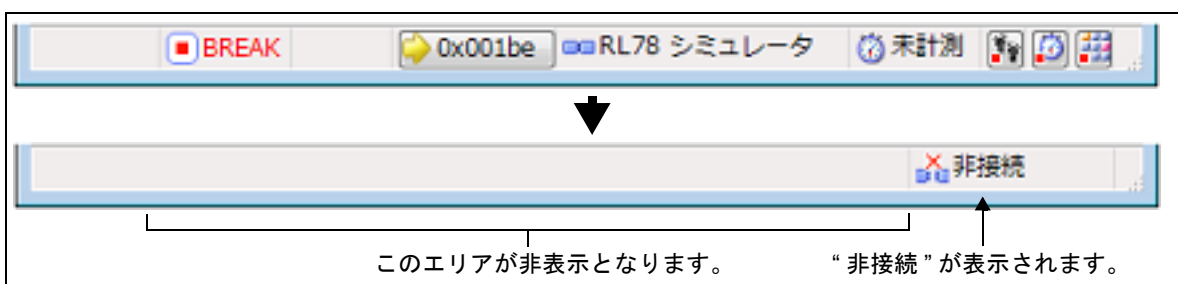 BREAK 0x001be RL78 シミュレータ 未計測
非接続
このエリアが非表示となります。 “ 非接続 ” が表示されます。